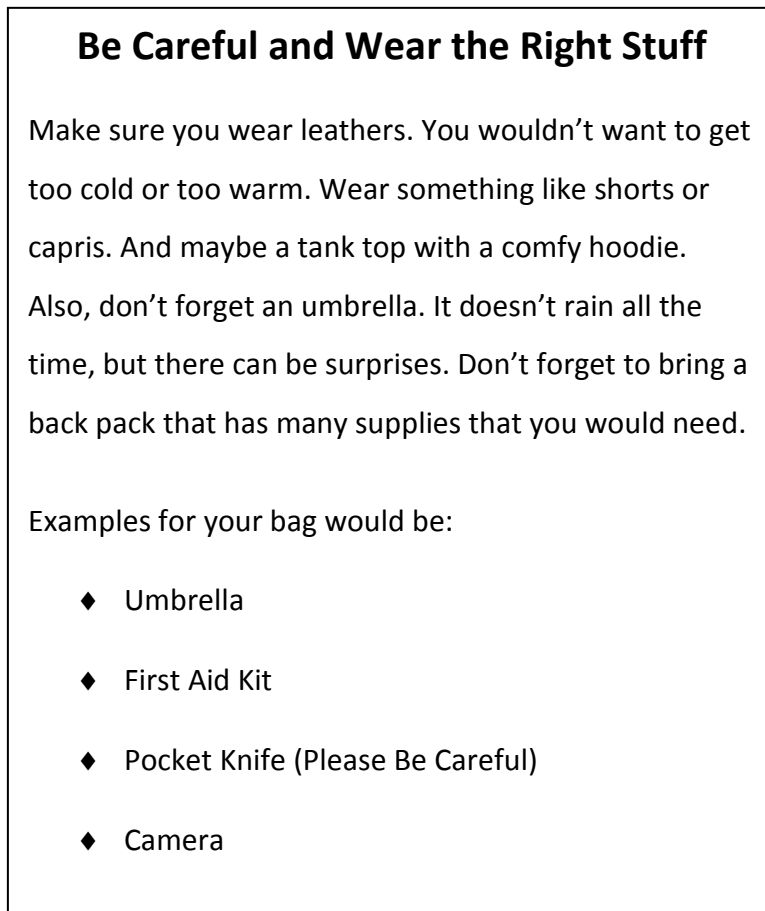 Be Careful and Wear the Right Stuff
Make sure you wear leathers. You wouldn’t want to get
too cold or too warm. Wear something like shorts or
capris. And maybe a tank top with a comfy hoodie.
Also, don’t forget an umbrella. It doesn’t rain all the
time, but there can be surprises. Don’t forget to bring a
back pack that has many supplies that you would need.
Examples for your bag would be:
♦ Umbrella
♦ First Aid Kit
♦ Pocket Knife (Please Be Careful)
♦ Camera